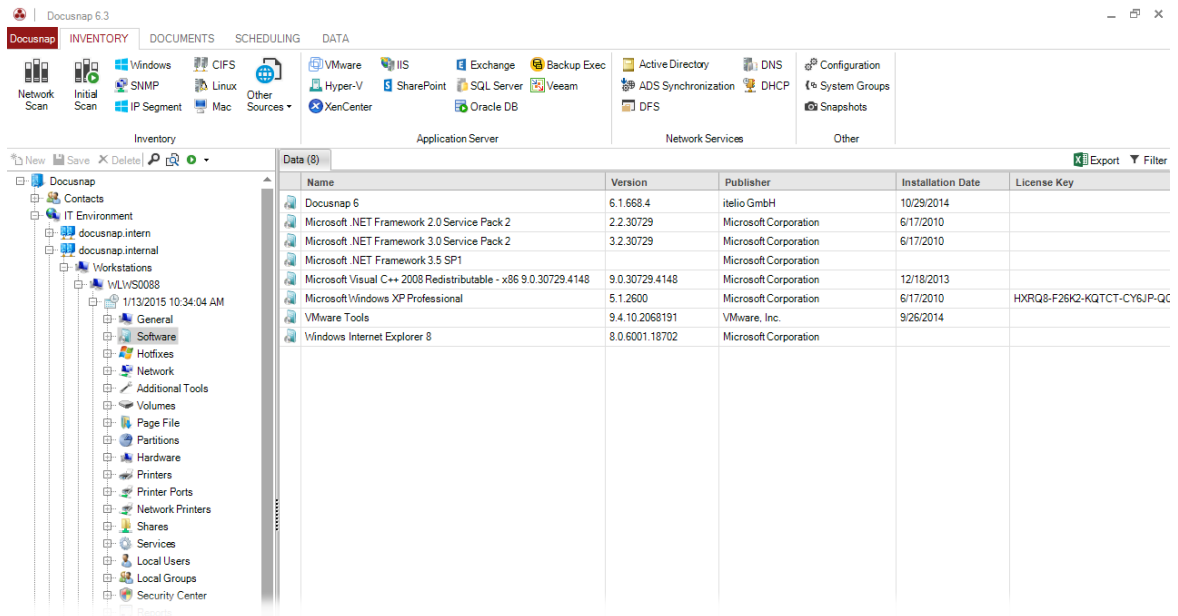 Docusnap 6.3
Docusnap INVENTORY DOCUMENTS SCHEDULING DATA
Windows CIFS VMware IIS Exchange Backup Exec Active Directory DNS Configuration
SNMP Linux Hyper-V SharePoint SQL Server Veeam ADS Synchronization DHCP System Groups
Network Scan Initial Scan IP Segment Mac Other Sources XenCenter Oracle DB DFS Snapshots
Inventory Application Server Network Services Other
New Save Delete Data (8) Export Filter
Name Version Publisher Installation Date License Key
Docusnap 6 6.1.668.4 itelio GmbH 10/29/2014
Microsoft .NET Framework 2.0 Service Pack 2 2.2.30729 Microsoft Corporation 6/17/2010
Microsoft .NET Framework 3.0 Service Pack 2 3.2.30729 Microsoft Corporation 6/17/2010
Microsoft .NET Framework 3.5 SP1 Microsoft Corporation
Microsoft Visual C++ 2008 Redistributable - x86 9.0.30729.4148 9.0.30729.4148 Microsoft Corporation 12/18/2013
Microsoft Windows XP Professional 5.1.2600 Microsoft Corporation 6/17/2010 HXRQ8-F26K2-KQTCT-CY6JP-QC
VMware Tools 9.4.10.2068191 VMware, Inc. 9/26/2014
Windows Internet Explorer 8 8.0.6001.18702 Microsoft Corporation
Docusnap
Contacts
IT Environment
docusnap.intern
docusnap.internal
Workstations
WLWS0088
1/13/2015 10:34:04 AM
General
Software
Hotfixes
Network
Additional Tools
Volumes
Page File
Partitions
Hardware
Printers
Printer Ports
Network Printers
Shares
Services
Local Users
Local Groups
Security Center
Reports